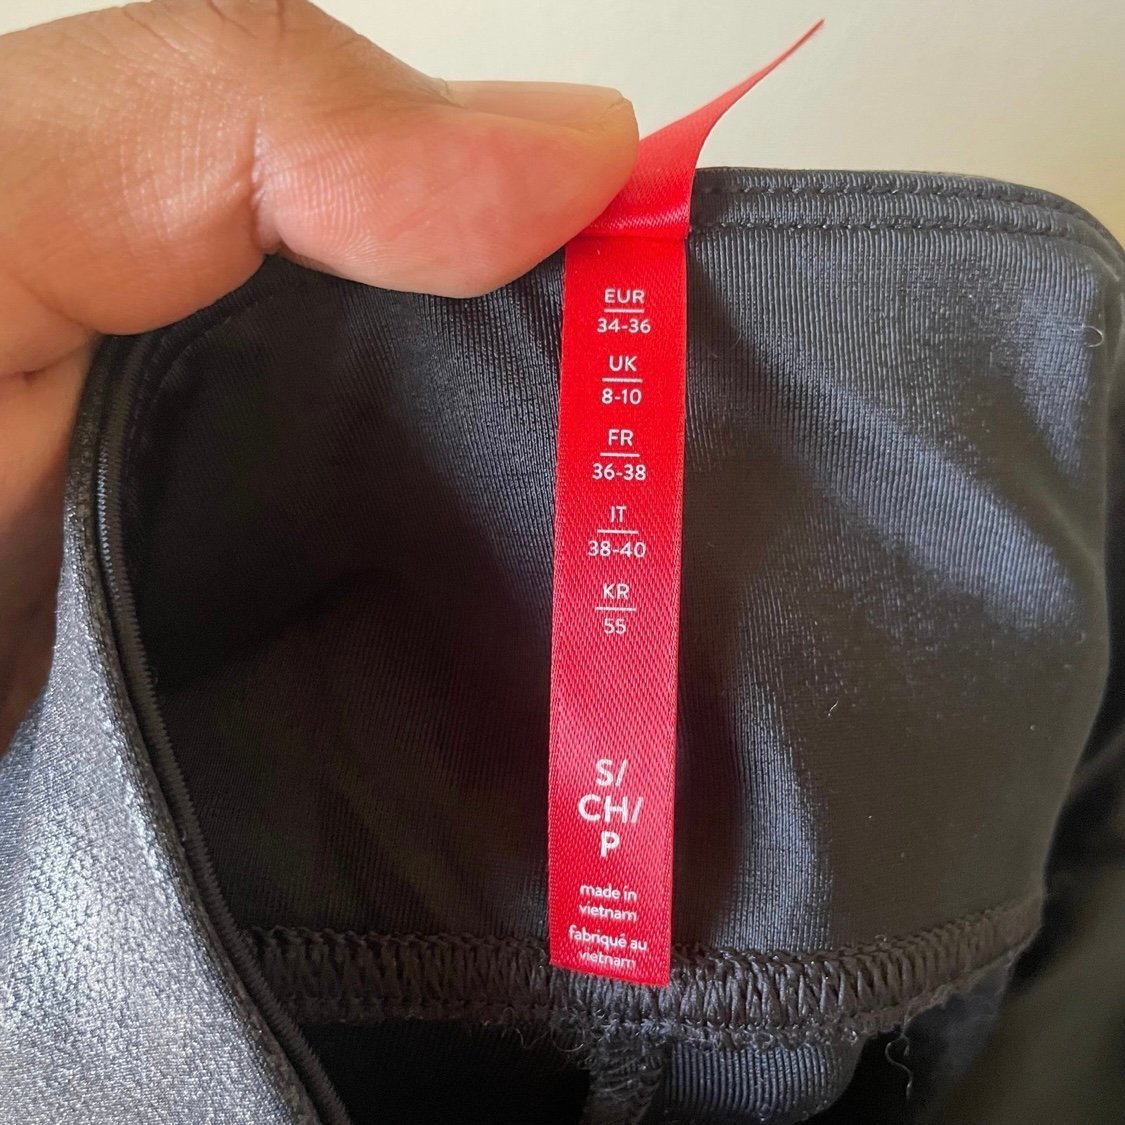 EUR
34-36
UK
8-10
FR
36-38
IT
38-40
KR
55
S/
CH/
P
made in
vietnam
fabriqué au
vietnam